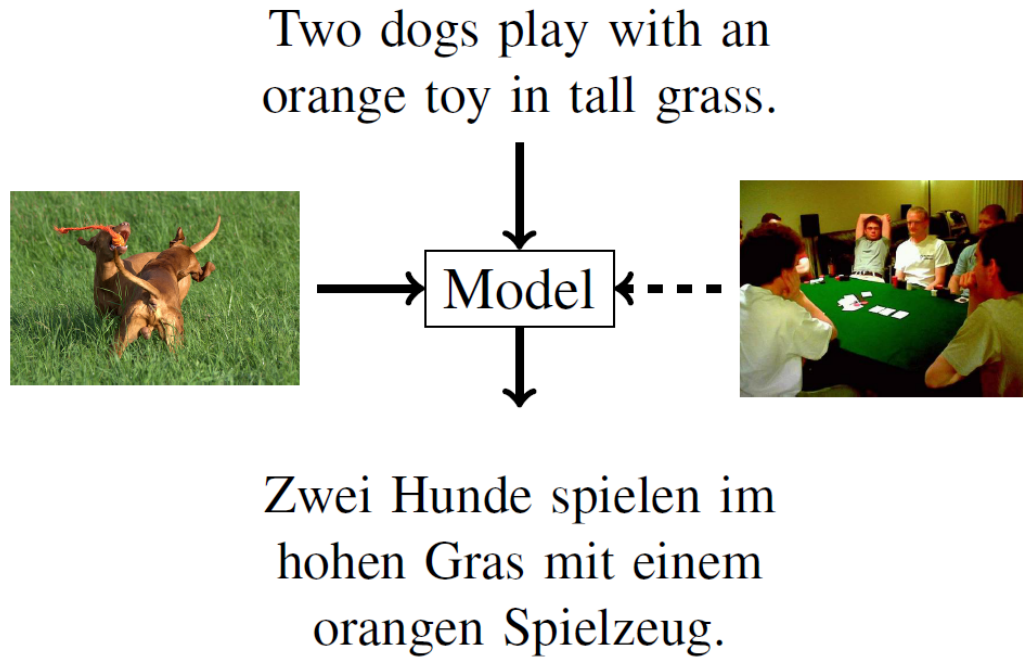 Two dogs play with an
orange toy in tall grass.
Model
Zwei Hunde spielen im
hohen Gras mit einem
orangen Spielzeug.